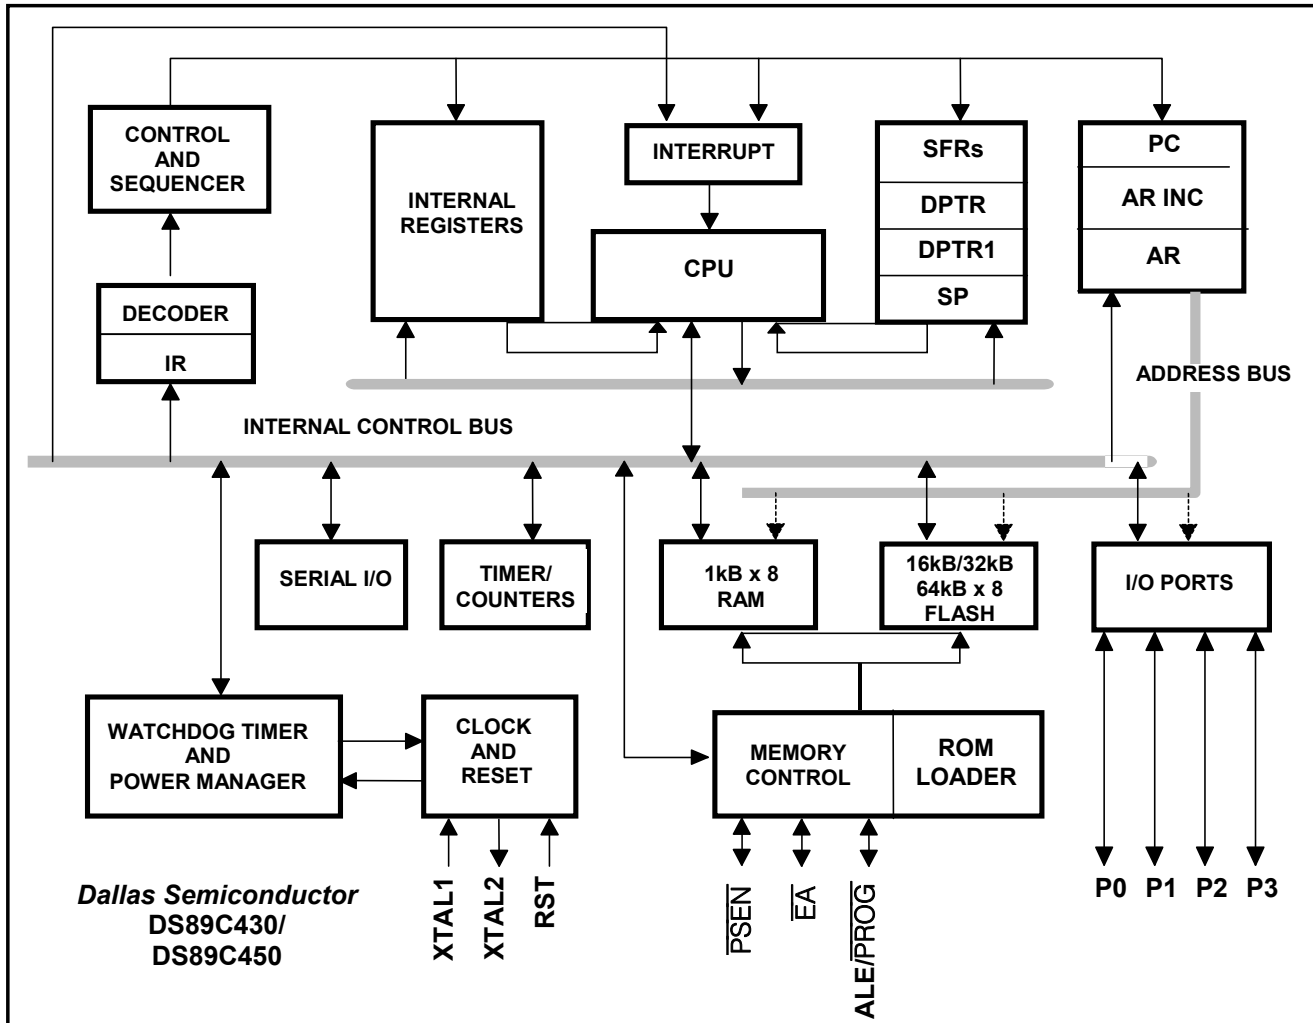 CONTROL
AND
SEQUENCER
INTERNAL
REGISTERS
INTERRUPT
CPU
SFRs
DPTR
DPTR1
SP
PC
AR INC
AR
DECODER
IR
ADDRESS BUS
INTERNAL CONTROL BUS
SERIAL I/O
TIMER/
COUNTERS
1kB x 8
RAM
16kB/32kB
64kB x 8
FLASH
I/O PORTS
WATCHDOG TIMER
AND
POWER MANAGER
CLOCK
AND
RESET
MEMORY
CONTROL
ROM
LOADER
XTAL1
XTAL2
RST
PSEN
EA
ALE/PROG
P0 P1 P2 P3
Dallas Semiconductor
DS89C430/
DS89C450